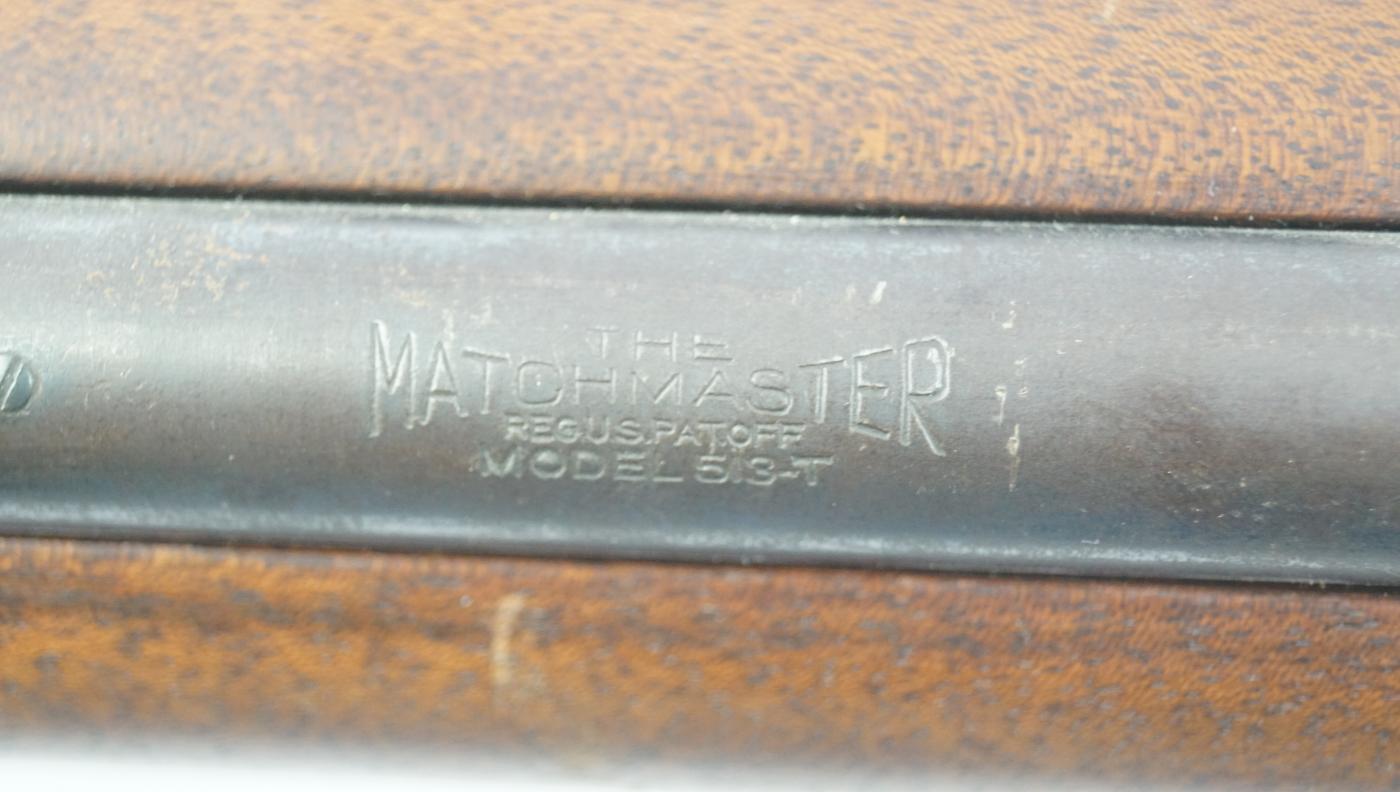 THE
MATCHMASTER
REG.U.S.PAT.OFF
MODEL 513-T